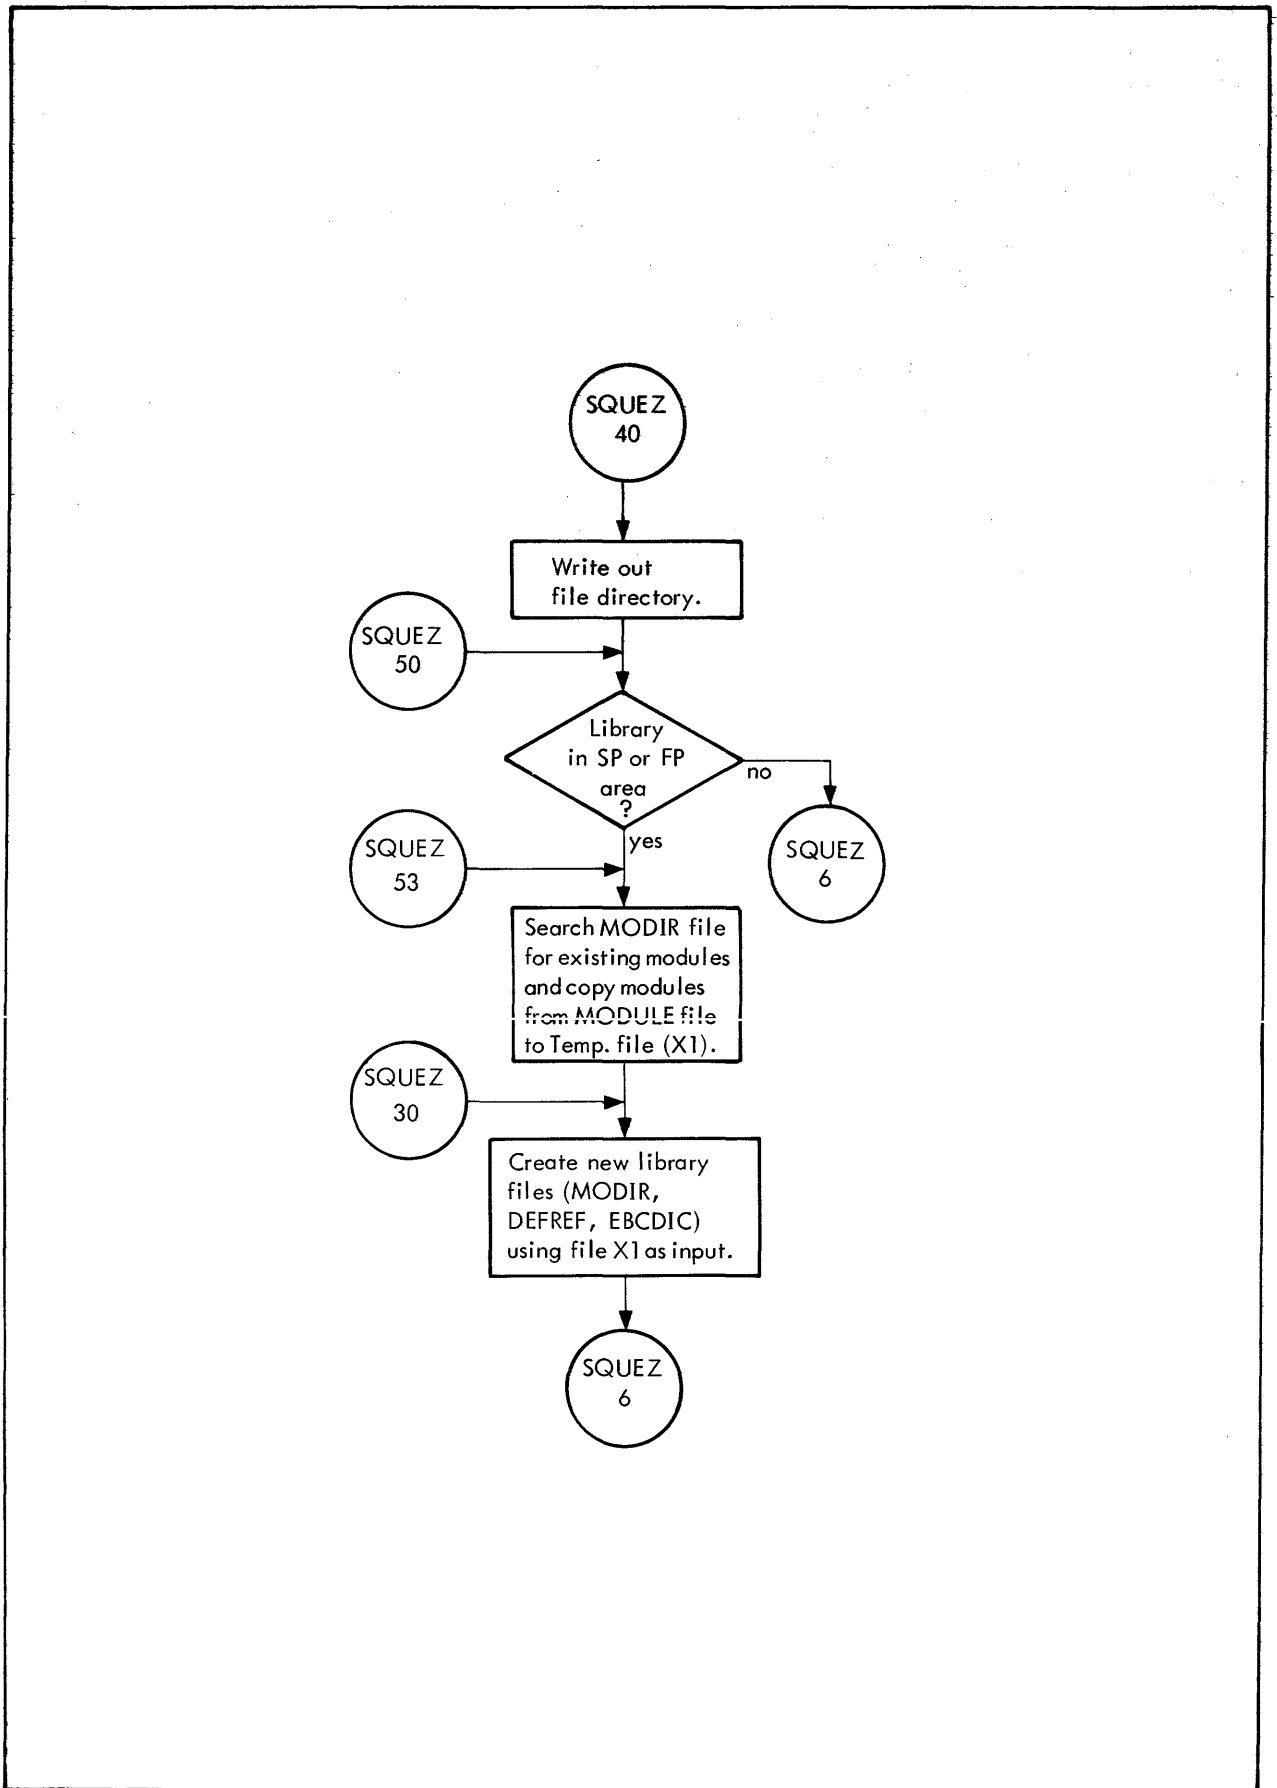 SQUEZ
40
Write out
file directory.
SQUEZ
50
Library
in SP or FP
area
?
no
yes
SQUEZ
6
SQUEZ
53
Search MODIR file
for existing modules
and copy modules
from MODULE file
to Temp. file (X1).
SQUEZ
30
Create new library
files (MODIR,
DEFREF, EBCDIC)
using file X1 as input.
SQUEZ
6